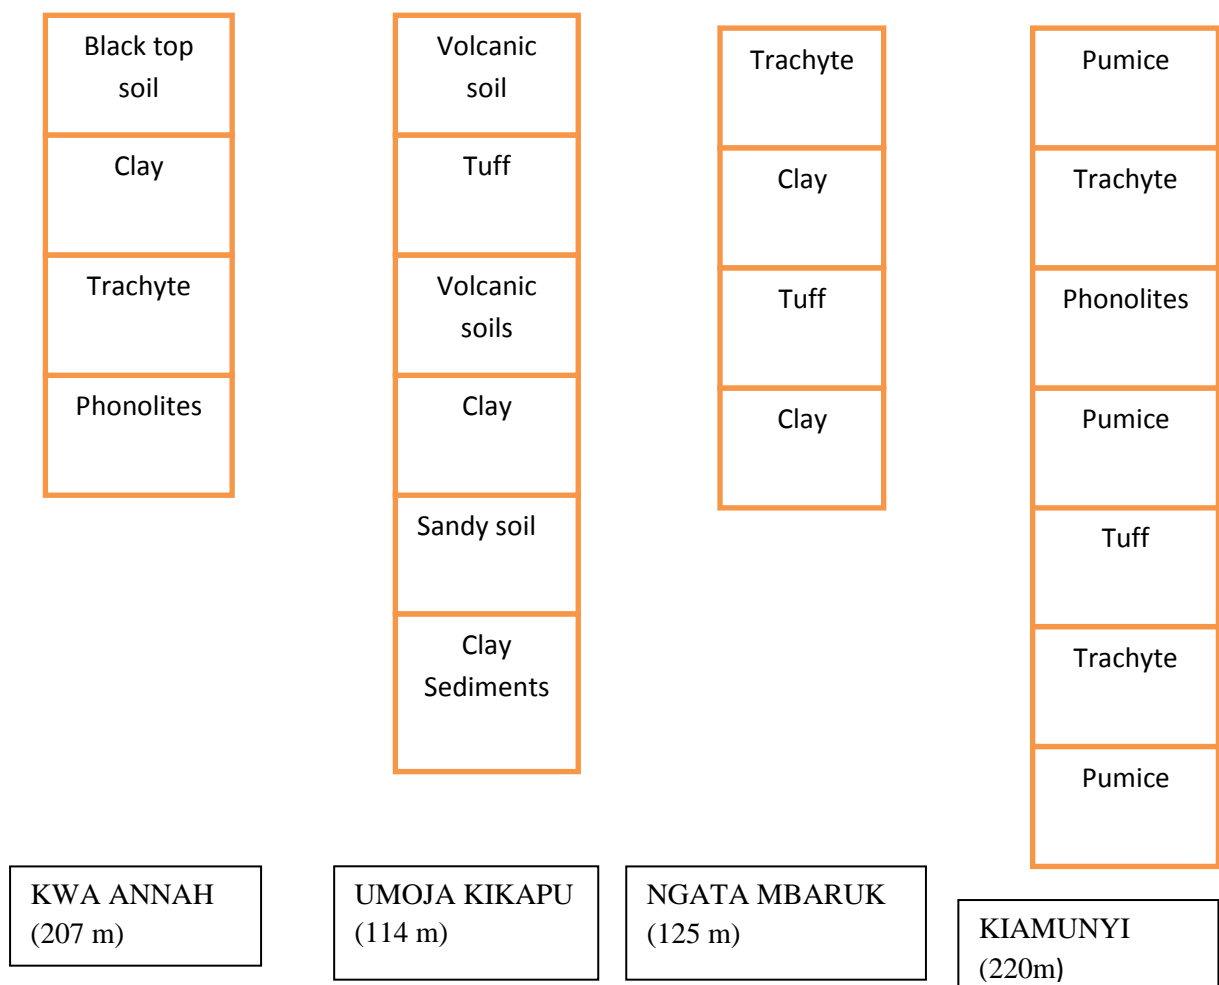 Black top
soil
Clay
Trachyte
Phonolites
KWA ANNAH
(207 m)
Volcanic
soil
Tuff
Volcanic
soils
Clay
Sandy soil
Clay
Sediments
UMOJA KIKAPU
(114 m)
Trachyte
Clay
Tuff
Clay
NGATA MBARUK
(125 m)
Pumice
Trachyte
Phonolites
Pumice
Tuff
Trachyte
Pumice
KIAMUNYI
(220m)